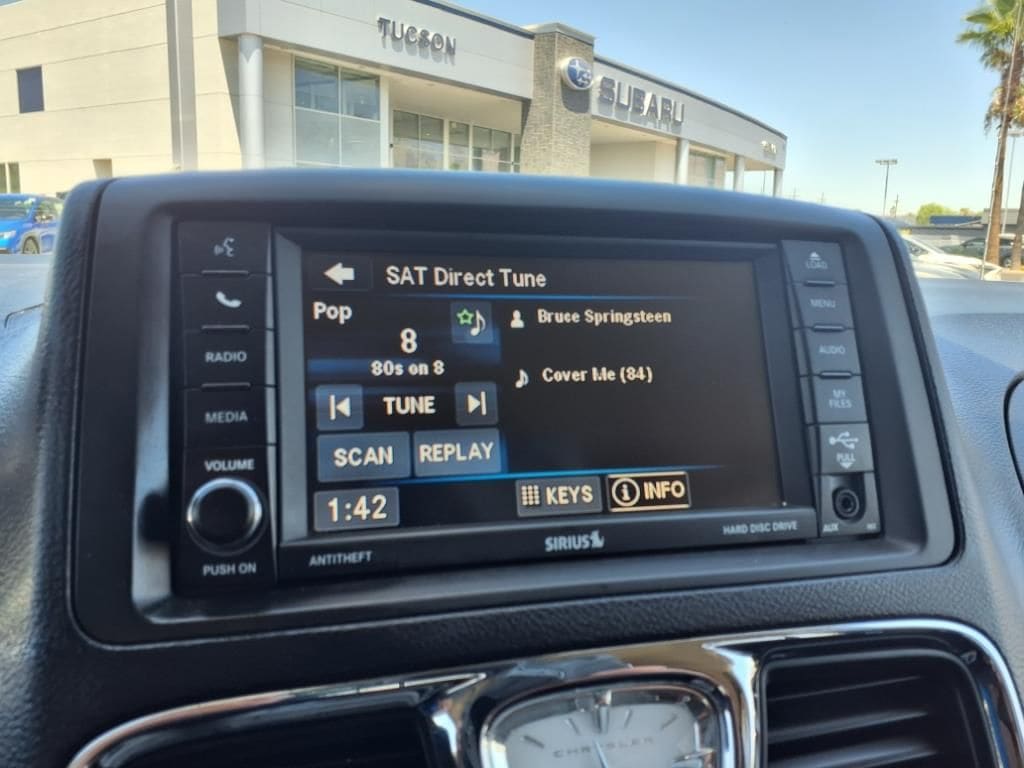 TUCSON
SUBARU
SAT Direct Tune
Pop
8
80s on 8
Bruce Springsteen
Cover Me (84)
TUNE
SCAN
REPLAY
1:42
KEYS
INFO
RADIO
MEDIA
VOLUME
PUSH ON
LOAD
MENU
AUDIO
MY
FILES
PULL
AUX
ANTITHEFT
SIRIUS
HARD DISC DRIVE
CHRYSLER